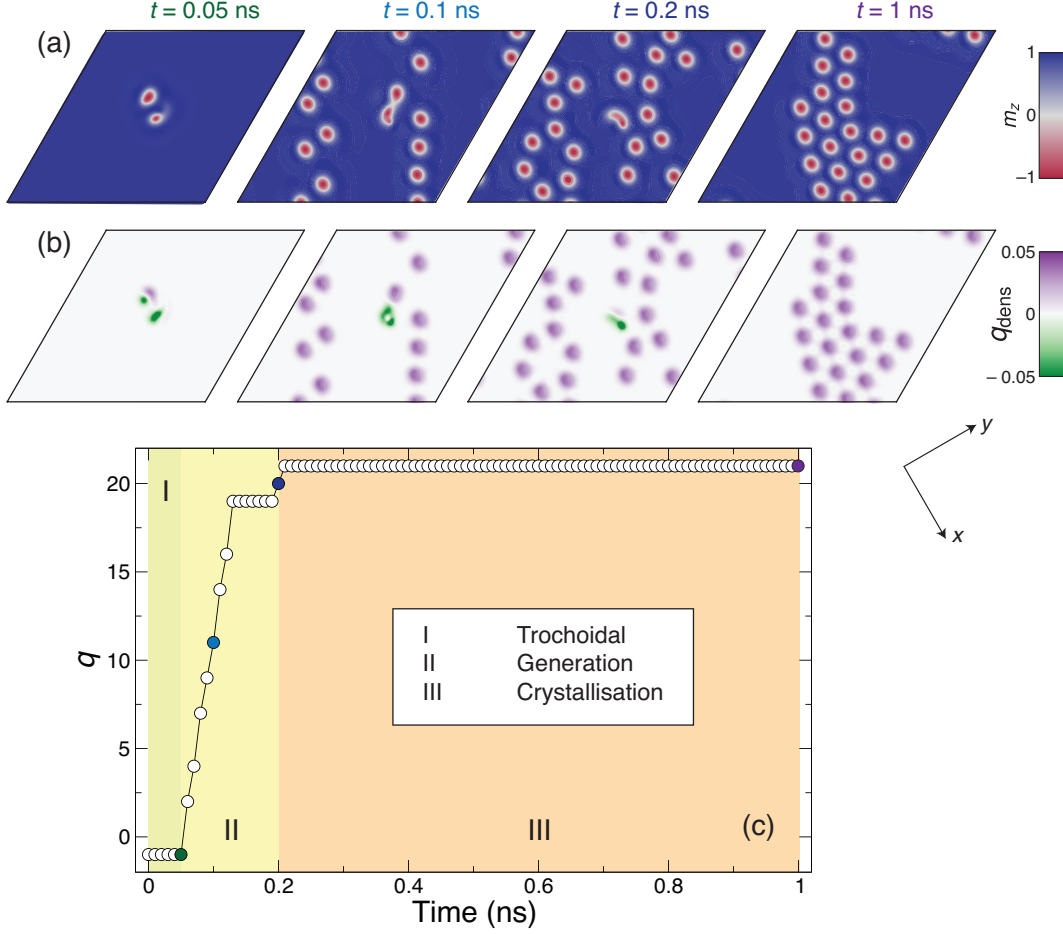 t = 0.05 ns t = 0.1 ns t = 0.2 ns t = 1 ns
(a)
1
0
−1
m_z
(b)
0.05
0
−0.05
q_dens
y
x
20
15
10
5
0
q
I
II
III
(c)
I Trochoidal
II Generation
III Crystallisation
0 0.2 0.4 0.6 0.8 1
Time (ns)